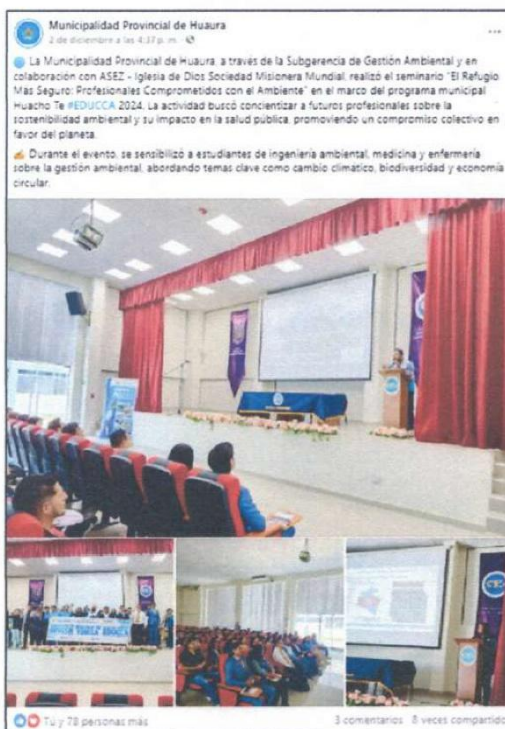 Municipalidad Provincial de Huaura
2 de diciembre a las 4:37 p. m.
La Municipalidad Provincial de Huaura, a través de la Subgerencia de Gestión Ambiental y en
colaboración con ASEZ - Iglesia de Dios Sociedad Misionera Mundial, realizó el seminario "El Refugio
Más Seguro: Profesionales Comprometidos con el Ambiente" en el marco del programa municipal
Huacho Te #EDUCCA 2024. La actividad buscó concientizar a futuros profesionales sobre la
sostenibilidad ambiental y su impacto en la salud pública, promoviendo un compromiso colectivo en
favor del planeta.
Durante el evento, se sensibilizó a estudiantes de ingeniería ambiental, medicina y enfermería
sobre la gestión ambiental, abordando temas clave como cambio climático, biodiversidad y economía
circular.
Tú y 78 personas más
3 comentarios 8 veces compartido